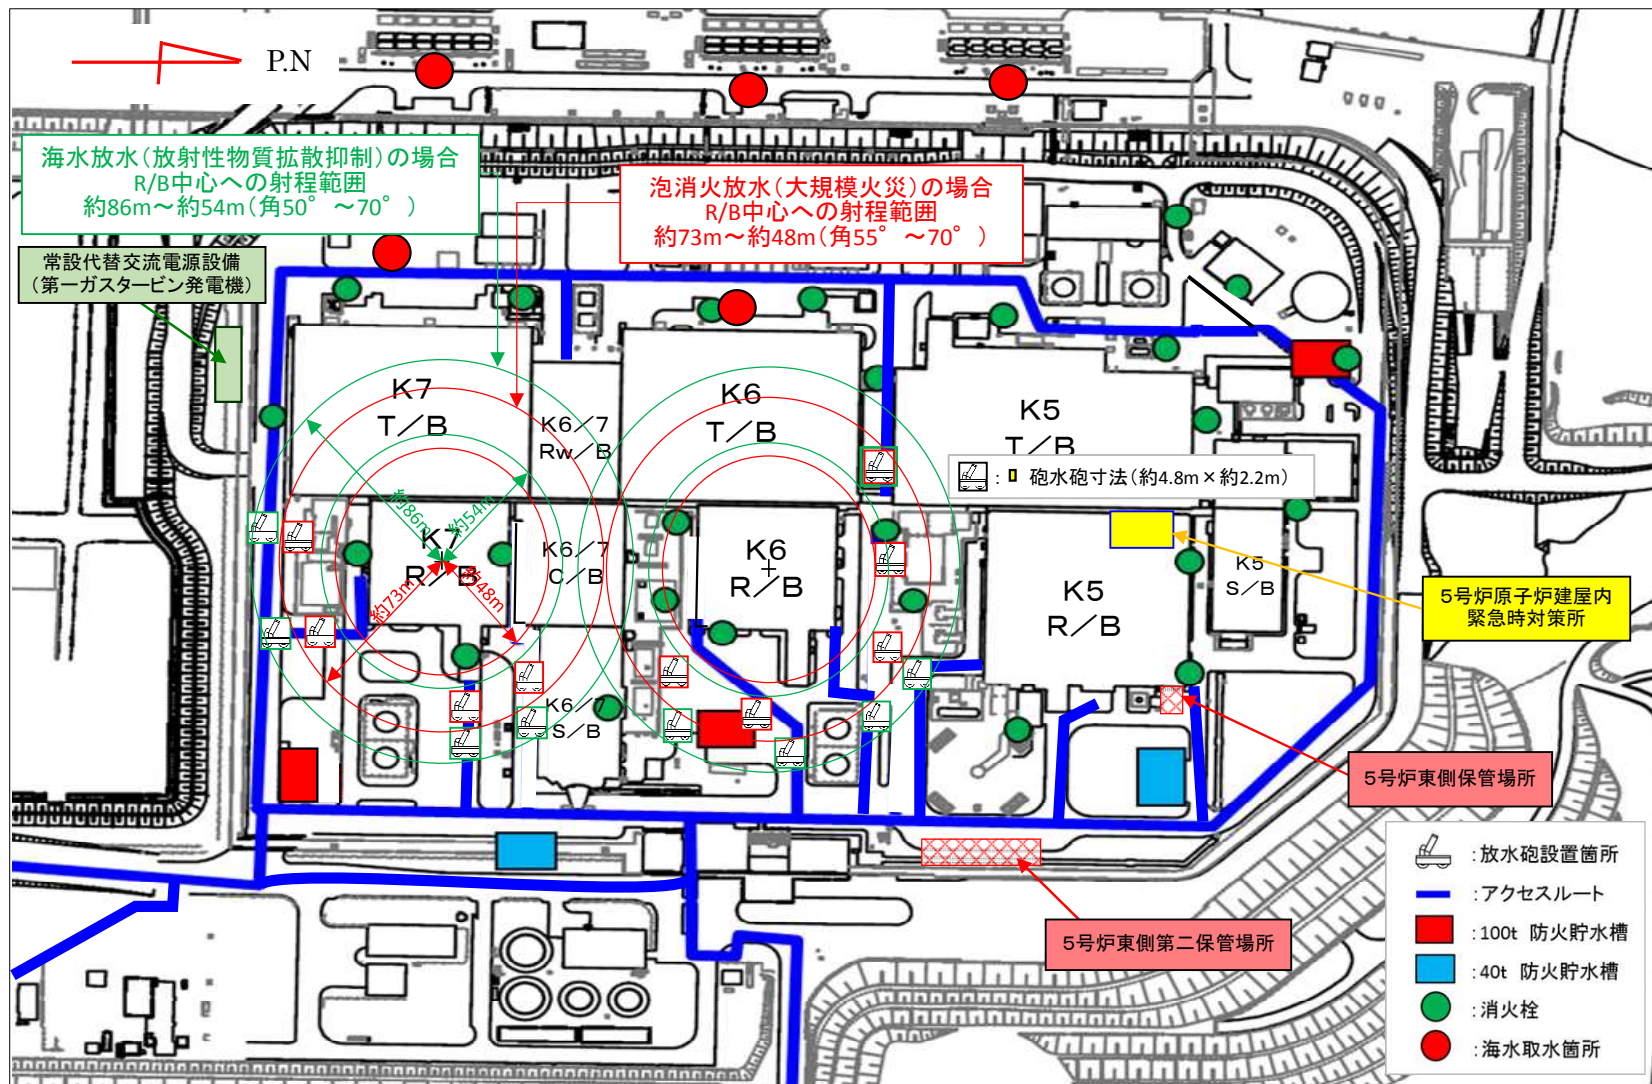 P.N
海水放水（放射性物質拡散抑制）の場合
R/B中心への射程範囲
約86m～約54m（角50°～70°）
泡消火放水（大規模火災）の場合
R/B中心への射程範囲
約73m～約48m（角55°～70°）
常設代替交流電源設備
（第一ガスタービン発電機）
K7
T／B
K6／7
Rw／B
K6
T／B
K5
T／B
：砲水砲寸法（約4.8m×約2.2m）
約86m
約54m
K7
R／B
約73m
約48m
K6／7
C／B
K6
R／B
K5
R／B
K5
S／B
K6／7
S／B
5号炉原子炉建屋内
緊急時対策所
5号炉東側保管場所
5号炉東側第二保管場所
：放水砲設置箇所
：アクセスルート
：100t 防火貯水槽
：40t 防火貯水槽
：消火栓
：海水取水箇所